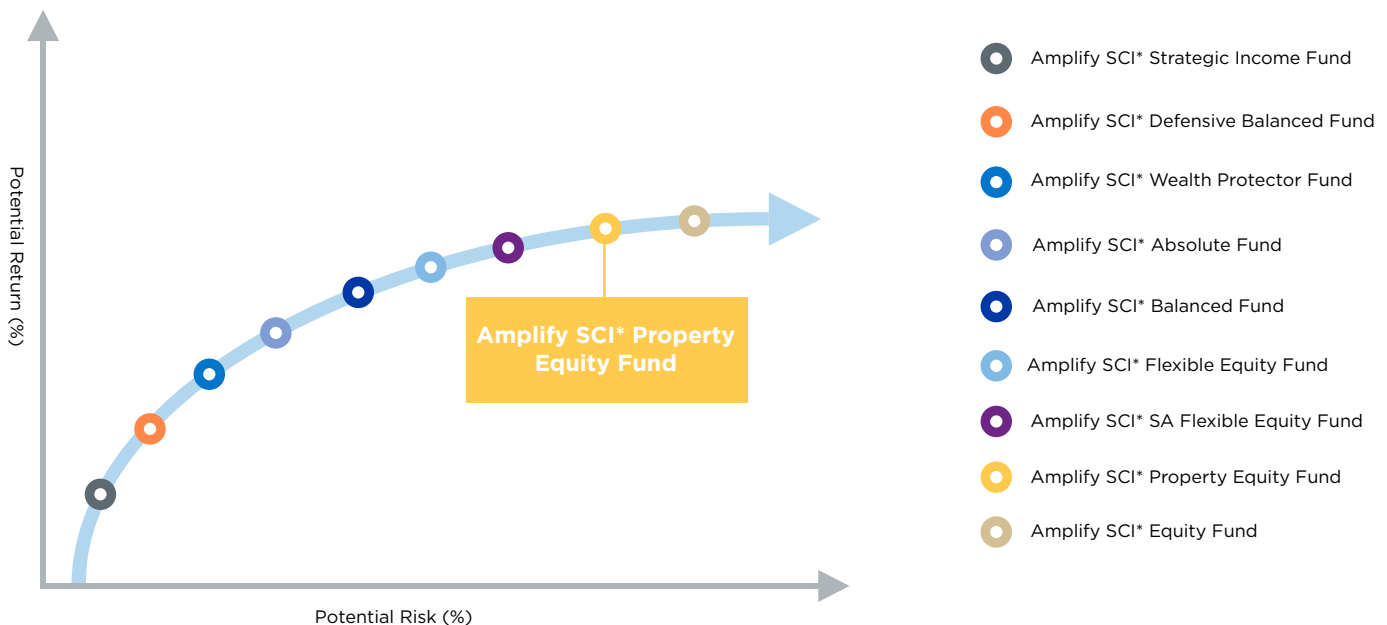 Potential Return (%)
Amplify SCI* Property
Equity Fund
Potential Risk (%)
Amplify SCI* Strategic Income Fund
Amplify SCI* Defensive Balanced Fund
Amplify SCI* Wealth Protector Fund
Amplify SCI* Absolute Fund
Amplify SCI* Balanced Fund
Amplify SCI* Flexible Equity Fund
Amplify SCI* SA Flexible Equity Fund
Amplify SCI* Property Equity Fund
Amplify SCI* Equity Fund